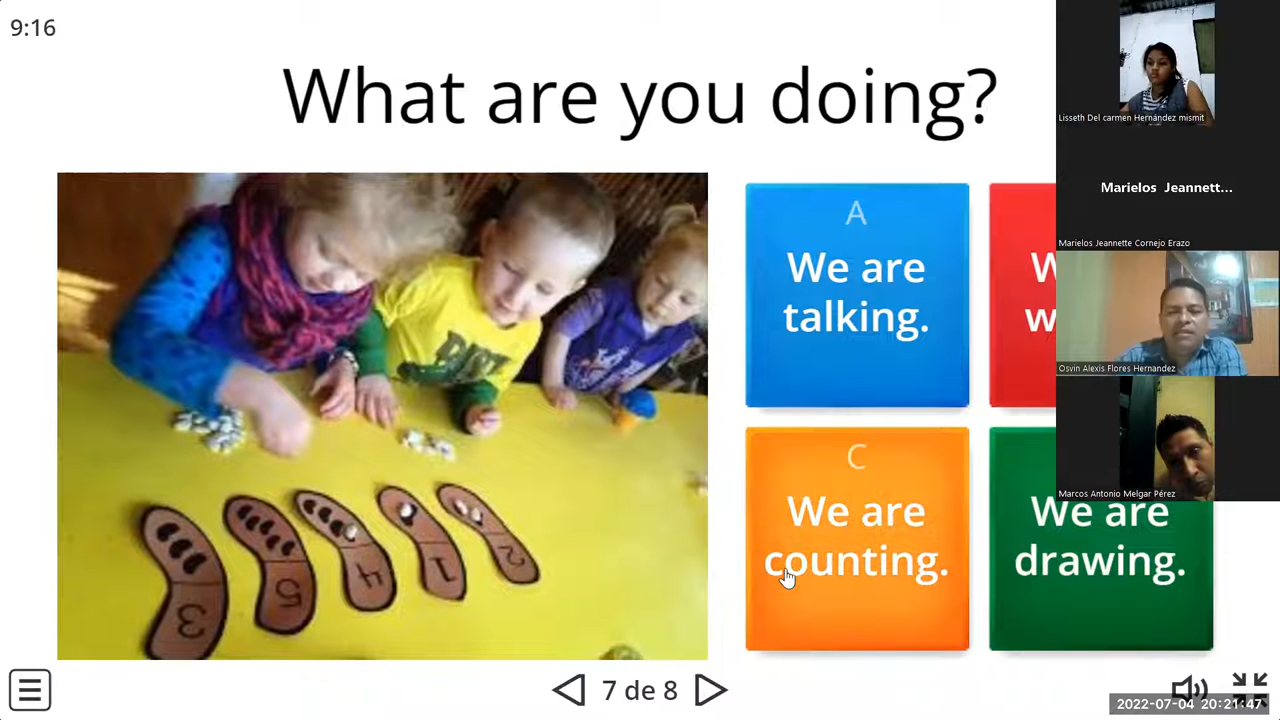 9:16
What are you doing?
A
We are
talking.
C
We are
counting.
We are
drawing.
3
5
4
1
2
7 de 8
Lisseth Del carmen Hernández mismit
Marielos Jeannett...
Marielos Jeannette Cornejo Erazo
Osvin Alexis Flores Hernandez
Marcos Antonio Melgar Pérez
2022-07-04 20:21:47